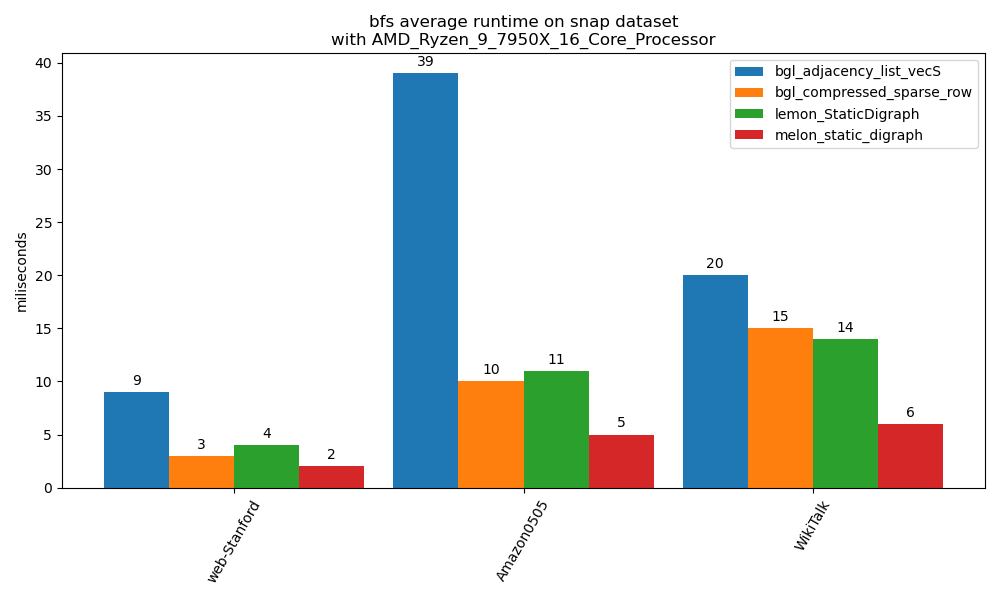 bfs average runtime on snap dataset
with AMD_Ryzen_9_7950X_16_Core_Processor
bgl_adjacency_list_vecS
bgl_compressed_sparse_row
lemon_StaticDigraph
melon_static_digraph
miliseconds
40
35
30
25
20
15
10
5
0
9
3
4
2
39
10
11
5
20
15
14
6
web-Stanford
Amazon0505
WikiTalk